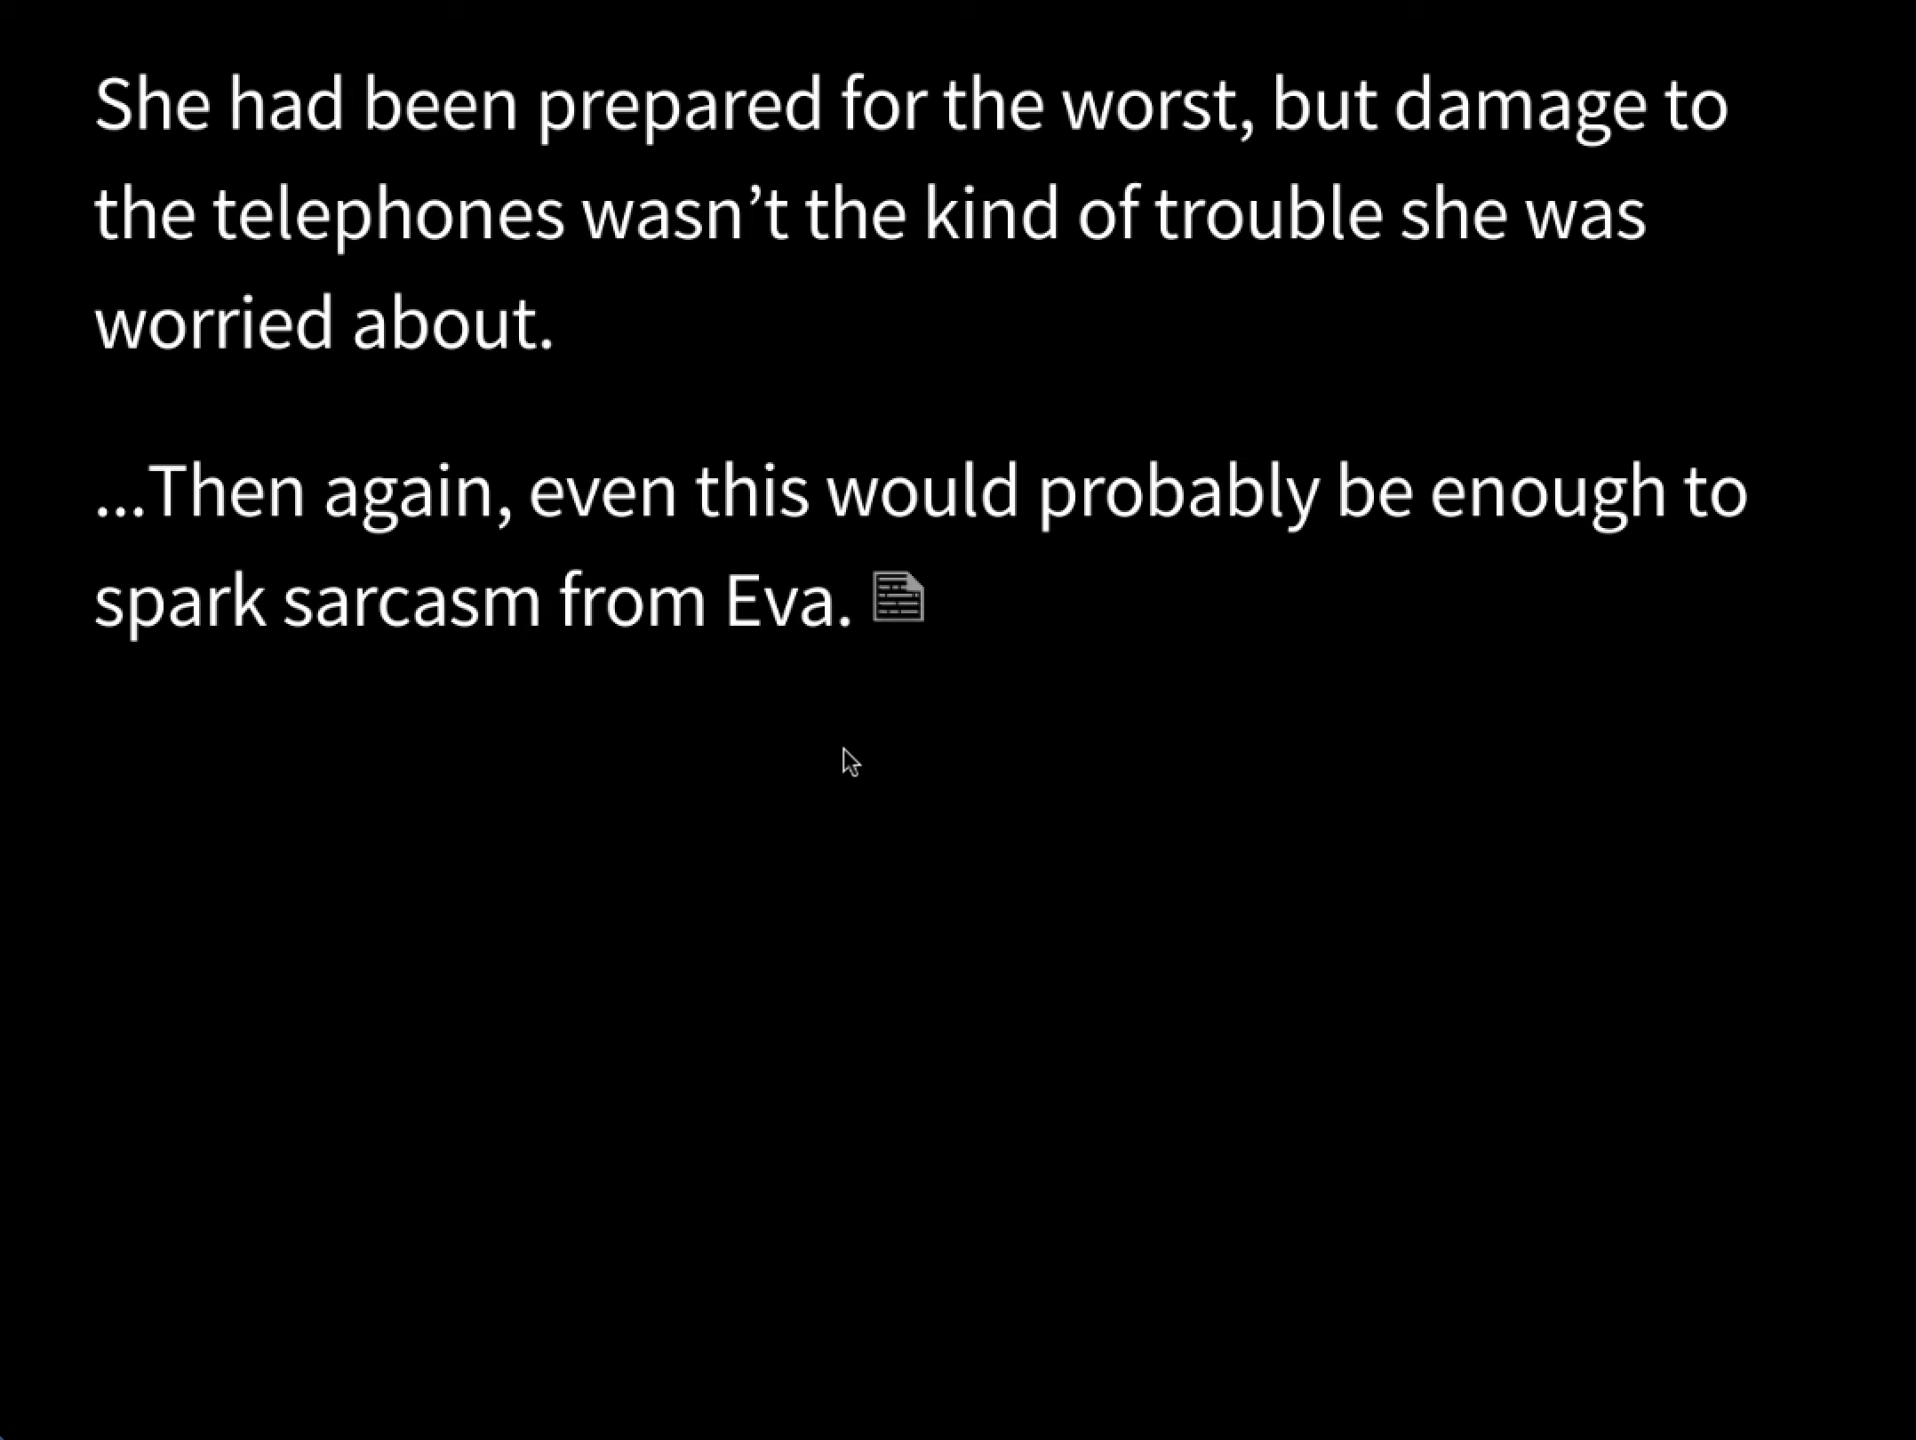 She had been prepared for the worst, but damage to
the telephones wasn’t the kind of trouble she was
worried about.
...Then again, even this would probably be enough to
spark sarcasm from Eva.